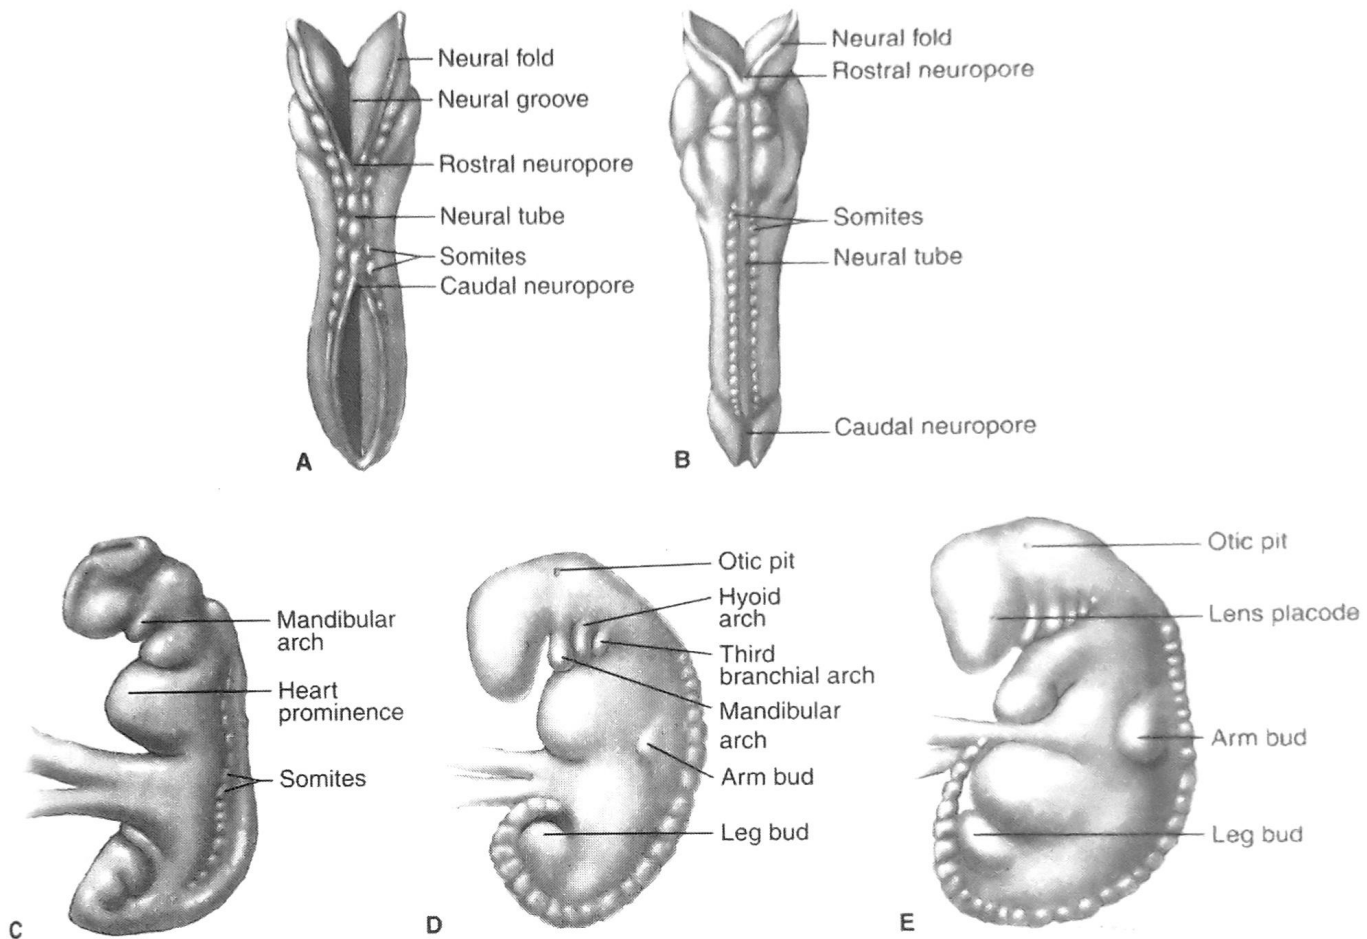 Neural fold
Neural groove
Rostral neuropore
Neural tube
Somites
Caudal neuropore
A
Neural fold
Rostral neuropore
Somites
Neural tube
Caudal neuropore
B
Mandibular
arch
Heart
prominence
Somites
C
Otic pit
Hyoid
arch
Third
branchial arch
Mandibular
arch
Arm bud
Leg bud
D
Otic pit
Lens placode
Arm bud
Leg bud
E